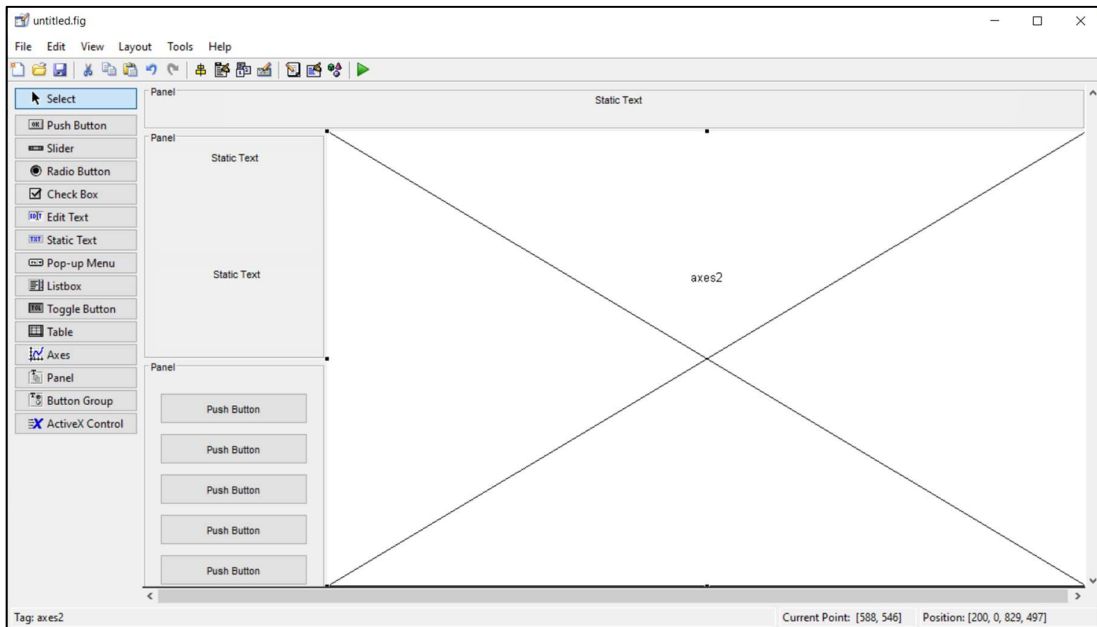 untitled.fig
File Edit View Layout Tools Help
Select
Push Button
Slider
Radio Button
Check Box
Edit Text
Static Text
Pop-up Menu
Listbox
Toggle Button
Table
Axes
Panel
Button Group
ActiveX Control
Panel
Static Text
Panel
Static Text
Static Text
axes2
Panel
Push Button
Push Button
Push Button
Push Button
Push Button
Tag: axes2 Current Point: [588, 546] Position: [200, 0, 829, 497]